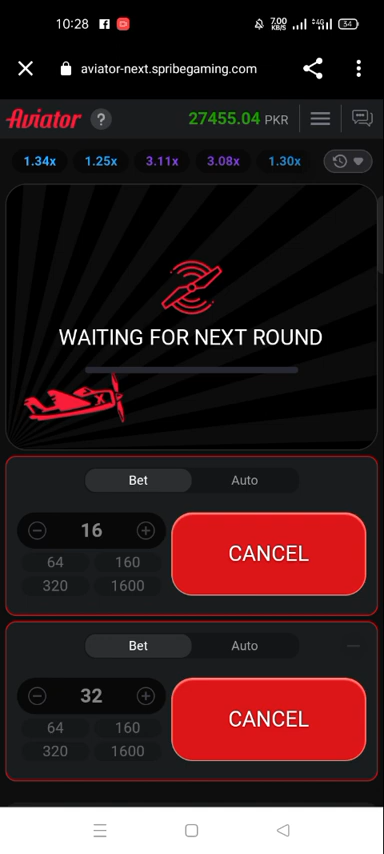 10:28 7.00 KB/S 4G 54
aviator-next.spribegaming.com
Aviator ? 27455.04 PKR
1.34x 1.25x 3.11x 3.08x 1.30x
WAITING FOR NEXT ROUND
Bet Auto
16
CANCEL
64 160
320 1600
Bet Auto
32
CANCEL
64 160
320 1600